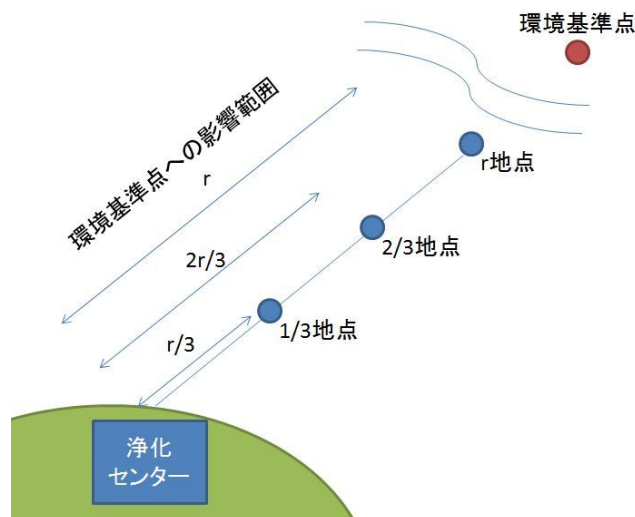 環境基準点
環境基準点への影響範囲
r
r地点
2r/3
2/3地点
r/3
1/3地点
浄化
センター